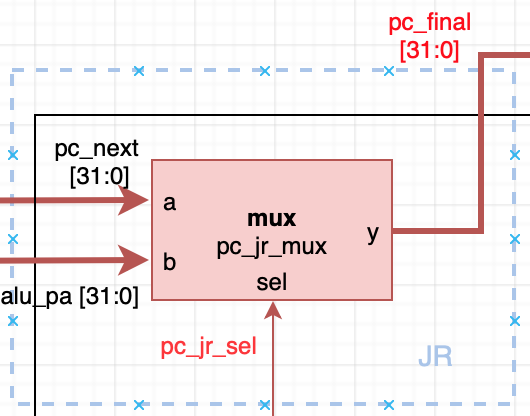 pc_final
[31:0]
pc_next
[31:0]
a
mux
pc_jr_mux
y
b
sel
alu_pa [31:0]
pc_jr_sel
JR